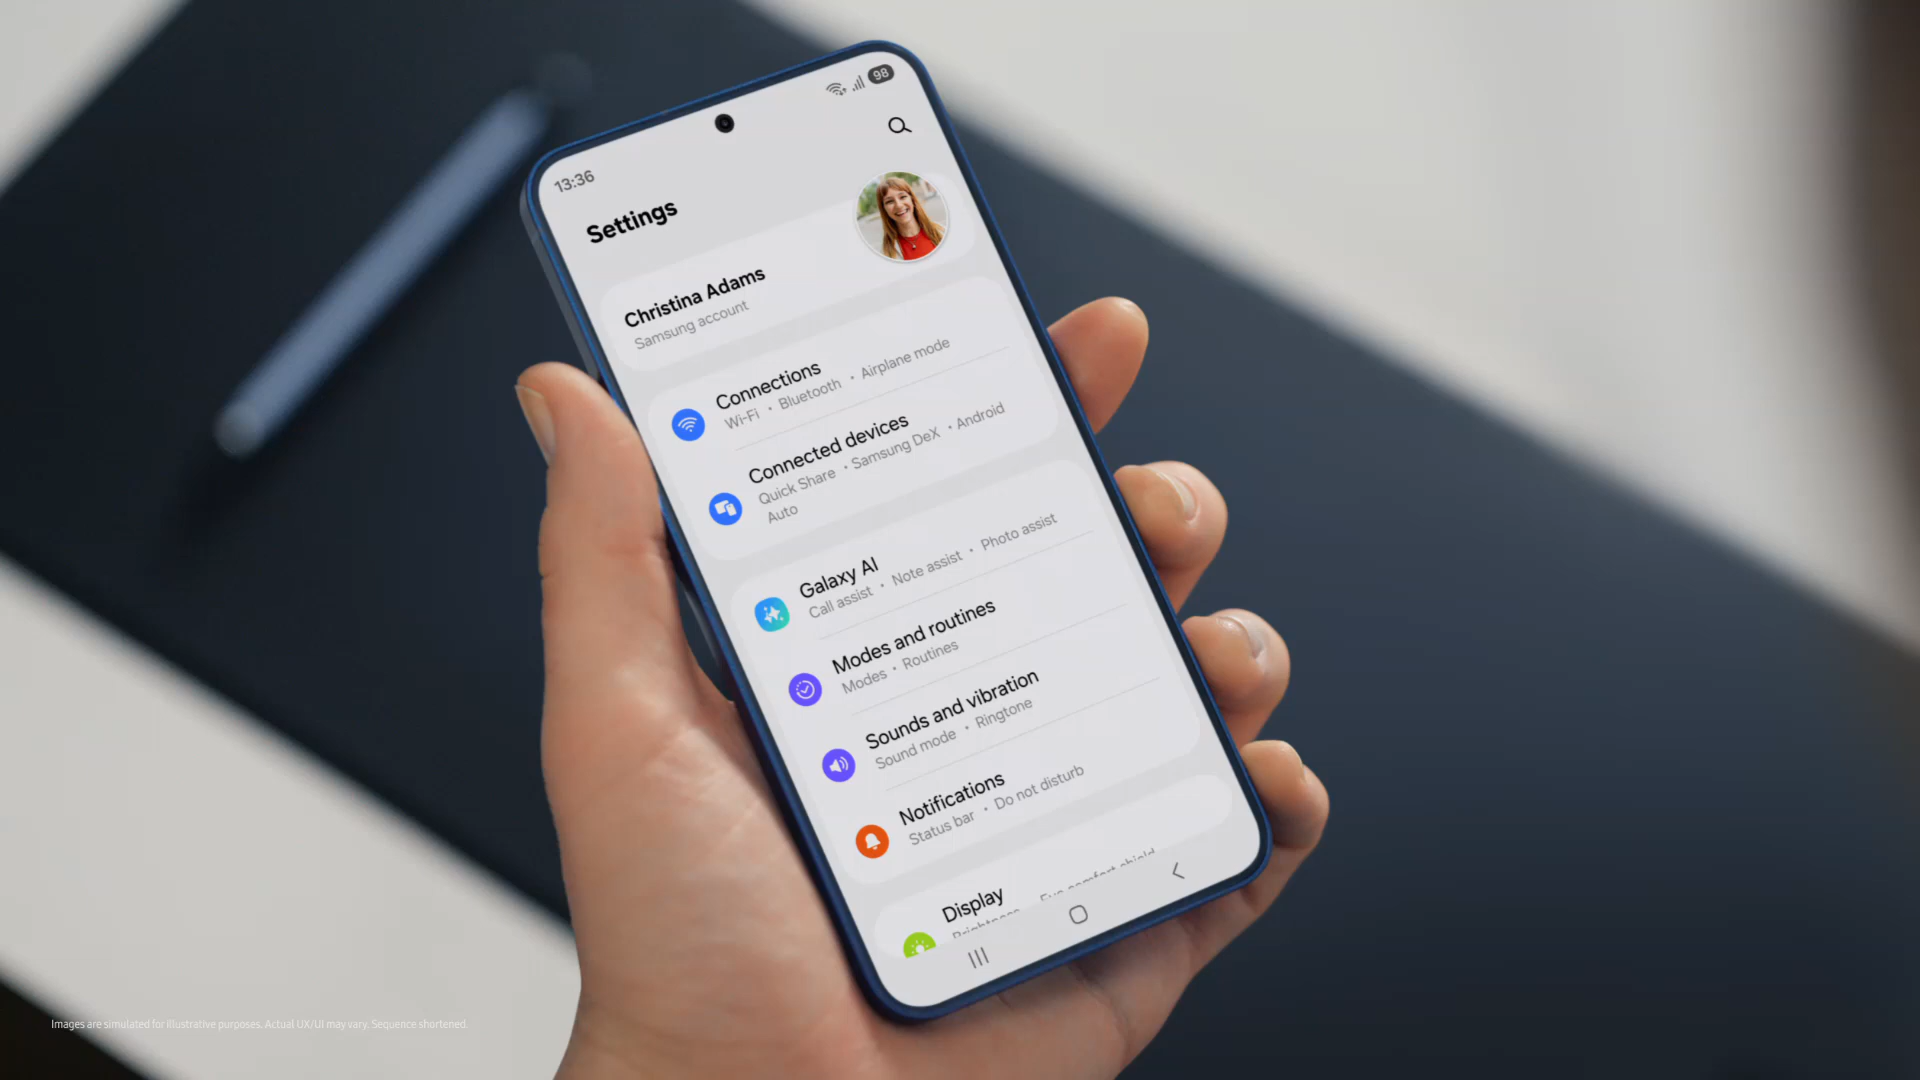 98
13:36
Settings
Christina Adams
Samsung account
Connections
Wi-Fi • Bluetooth • Airplane mode
Connected devices
Quick Share • Samsung DeX • Android
Auto
Galaxy AI
Call assist • Note assist • Photo assist
Modes and routines
Modes • Routines
Sounds and vibration
Sound mode • Ringtone
Notifications
Status bar • Do not disturb
Display
Brightness Eye comfort shield
Images are simulated for illustrative purposes. Actual UX/UI may vary. Sequence shortened.